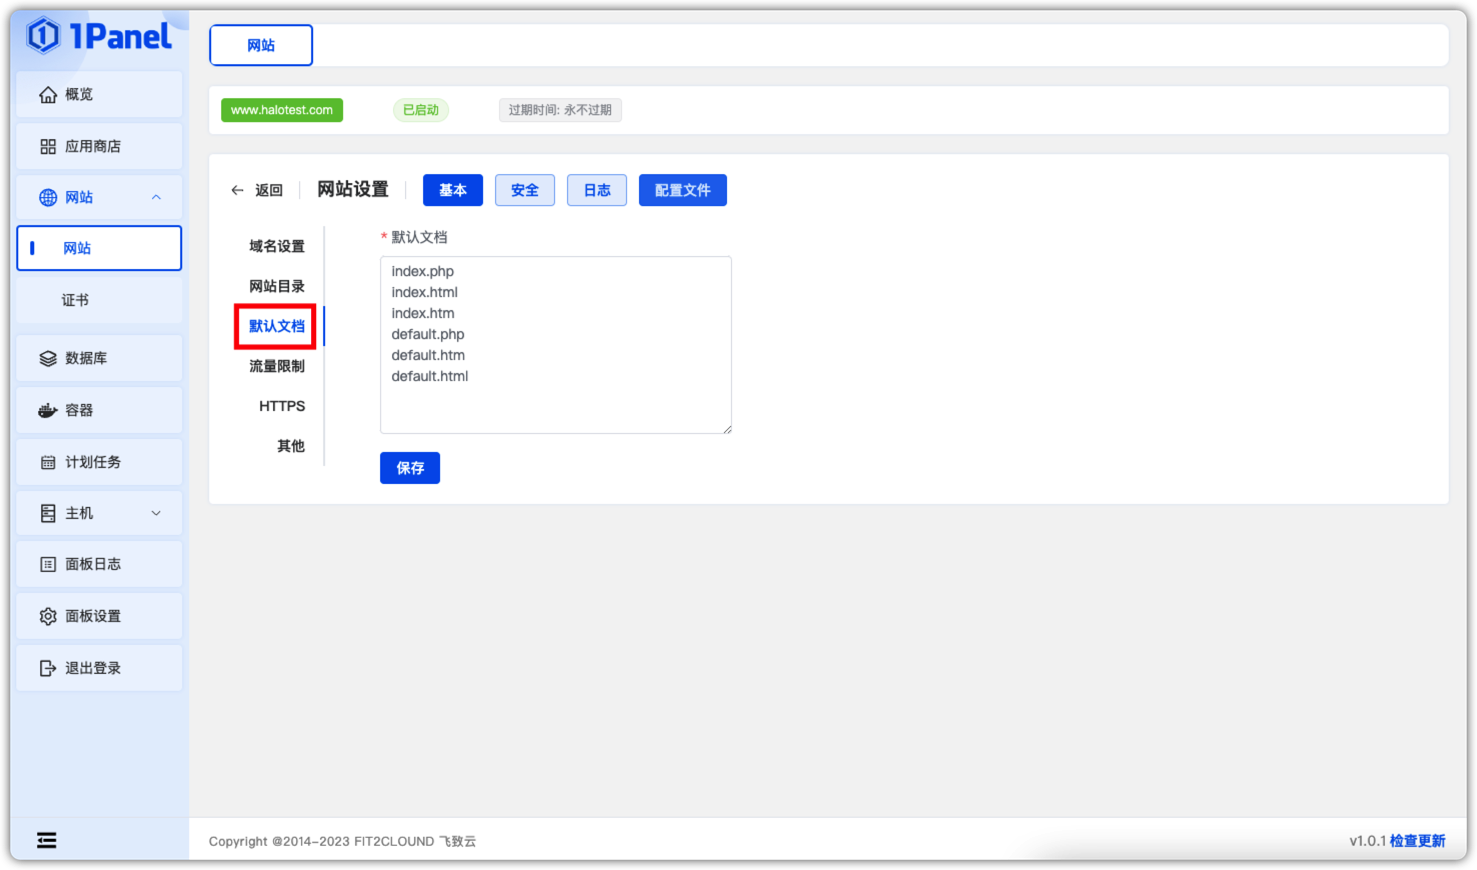 1Panel
概览
应用商店
网站
网站
证书
数据库
容器
计划任务
主机
面板日志
面板设置
退出登录
网站
www.halotest.com 已启动 过期时间: 永不过期
返回 网站设置 基本 安全 日志 配置文件
域名设置
网站目录
默认文档
流量限制
HTTPS
其他
* 默认文档
index.php
index.html
index.htm
default.php
default.htm
default.html
保存
Copyright @2014-2023 FIT2CLOUND 飞致云
v1.0.1 检查更新